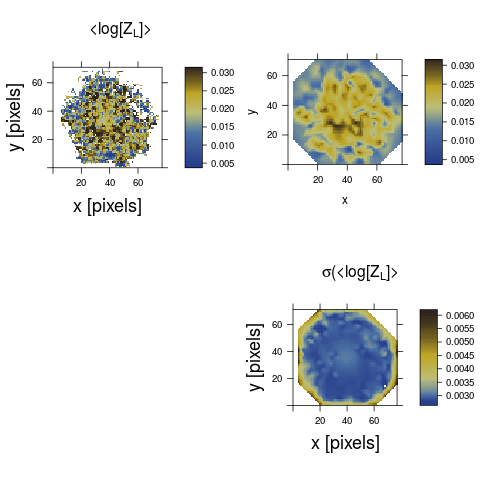 <log[Z_L]>
y [pixels]
60
40
20
20 40 60
x [pixels]
0.030
0.025
0.020
0.015
0.010
0.005
y
60
40
20
20 40 60
x
0.030
0.025
0.020
0.015
0.010
0.005
σ(<log[Z_L]>
y [pixels]
60
40
20
20 40 60
x [pixels]
0.0060
0.0055
0.0050
0.0045
0.0040
0.0035
0.0030